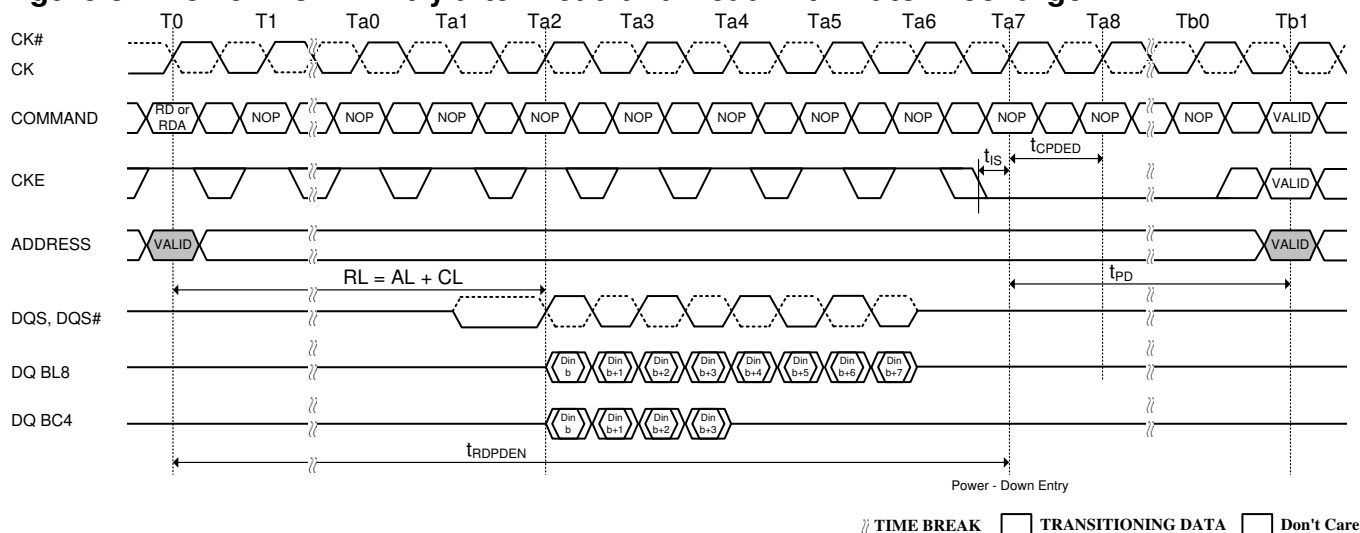 T0 T1 Ta0 Ta1 Ta2 Ta3 Ta4 Ta5 Ta6 Ta7 Ta8 Tb0 Tb1
CK#
CK
COMMAND
RD or
RDA
NOP NOP NOP NOP NOP NOP NOP NOP NOP NOP NOP VALID
tIS
tCPDED
CKE
VALID
ADDRESS
VALID
VALID
RL = AL + CL
tPD
DQS, DQS#
DQ BL8
Din
b
Din
b+1
Din
b+2
Din
b+3
Din
b+4
Din
b+5
Din
b+6
Din
b+7
DQ BC4
Din
b
Din
b+1
Din
b+2
Din
b+3
tRDPDEN
Power - Down Entry
TIME BREAK TRANSITIONING DATA Don't Care